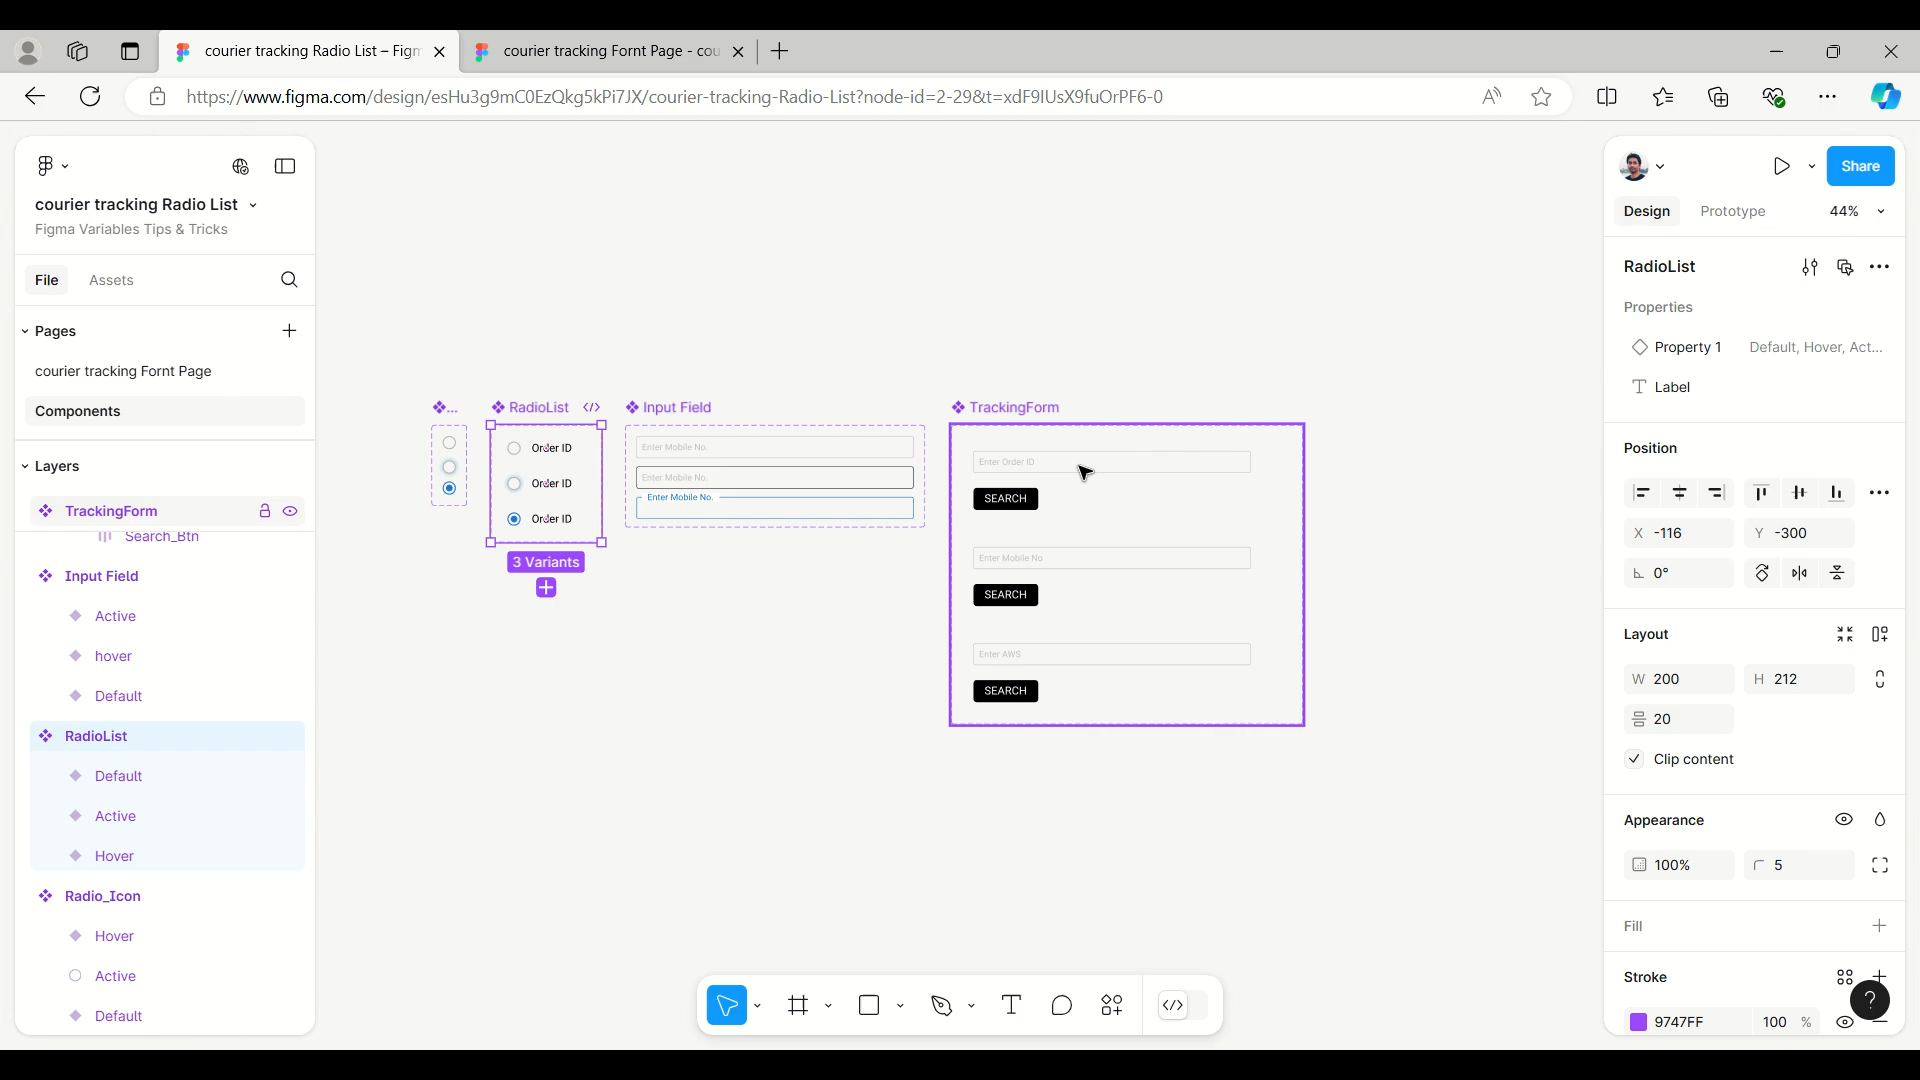 courier tracking Radio List – Figm
courier tracking Fornt Page - cou
https://www.figma.com/design/esHu3g9mC0EzQkg5kPi7JX/courier-tracking-Radio-List?node-id=2-29&t=xdF9IUsX9fuOrPF6-0
courier tracking Radio List
Figma Variables Tips & Tricks
File
Assets
Pages
courier tracking Fornt Page
Components
Layers
TrackingForm
Search_Btn
Input Field
Active
hover
Default
RadioList
Default
Active
Hover
Radio_Icon
Hover
Active
Default
...
RadioList
Order ID
Order ID
Order ID
3 Variants
Input Field
Enter Mobile No.
Enter Mobile No.
Enter Mobile No.
TrackingForm
Enter Order ID
SEARCH
Enter Mobile No
SEARCH
Enter AWS
SEARCH
Share
Design
Prototype
44%
RadioList
Properties
Property 1
Default, Hover, Act...
Label
Position
X -116
Y -300
0°
Layout
W 200
H 212
20
Clip content
Appearance
100%
5
Fill
Stroke
9747FF
100 %
?